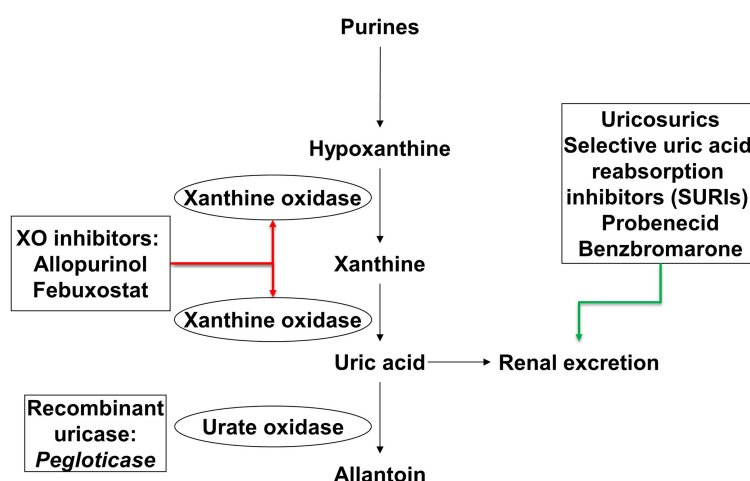 Purines
Hypoxanthine
Xanthine oxidase
XO inhibitors:
Allopurinol
Febuxostat
Xanthine
Xanthine oxidase
Uric acid
Renal excretion
Uricosurics
Selective uric acid
reabsorption
inhibitors (SURIs)
Probenecid
Benzbromarone
Recombinant
uricase:
Pegloticase
Urate oxidase
Allantoin